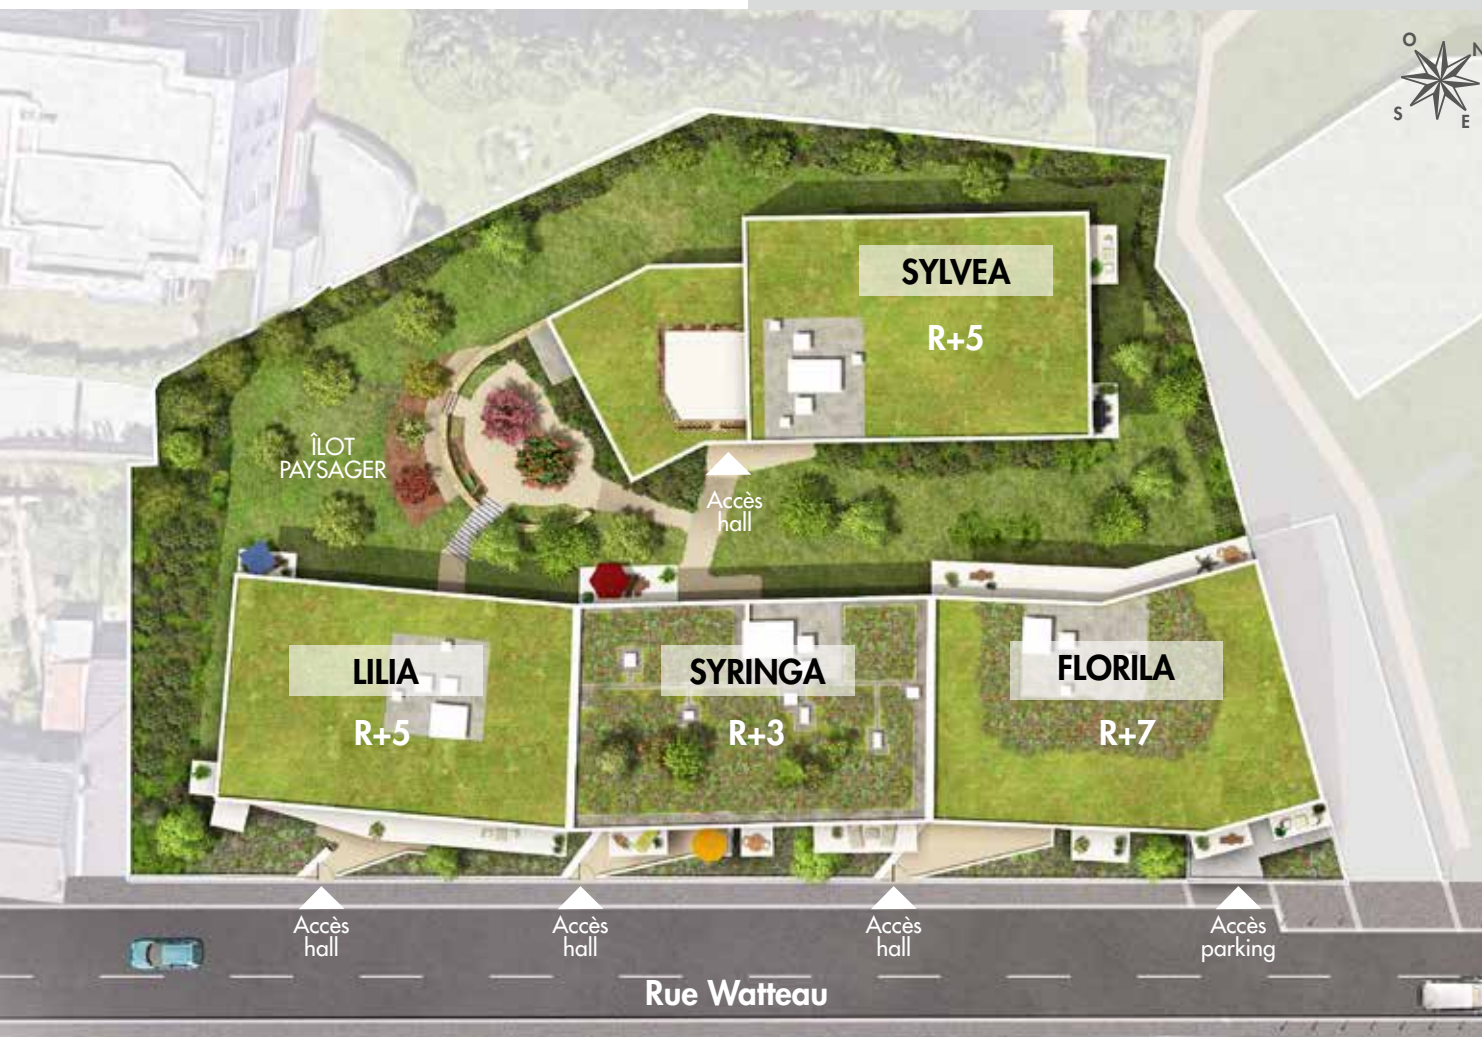 O
N
S
E
SYLVEA
R+5
ÎLOT
PAYSAGER
Accès
hall
LILIA
R+5
SYRINGA
R+3
FLORILA
R+7
Accès
hall
Accès
hall
Accès
hall
Accès
parking
Rue Watteau